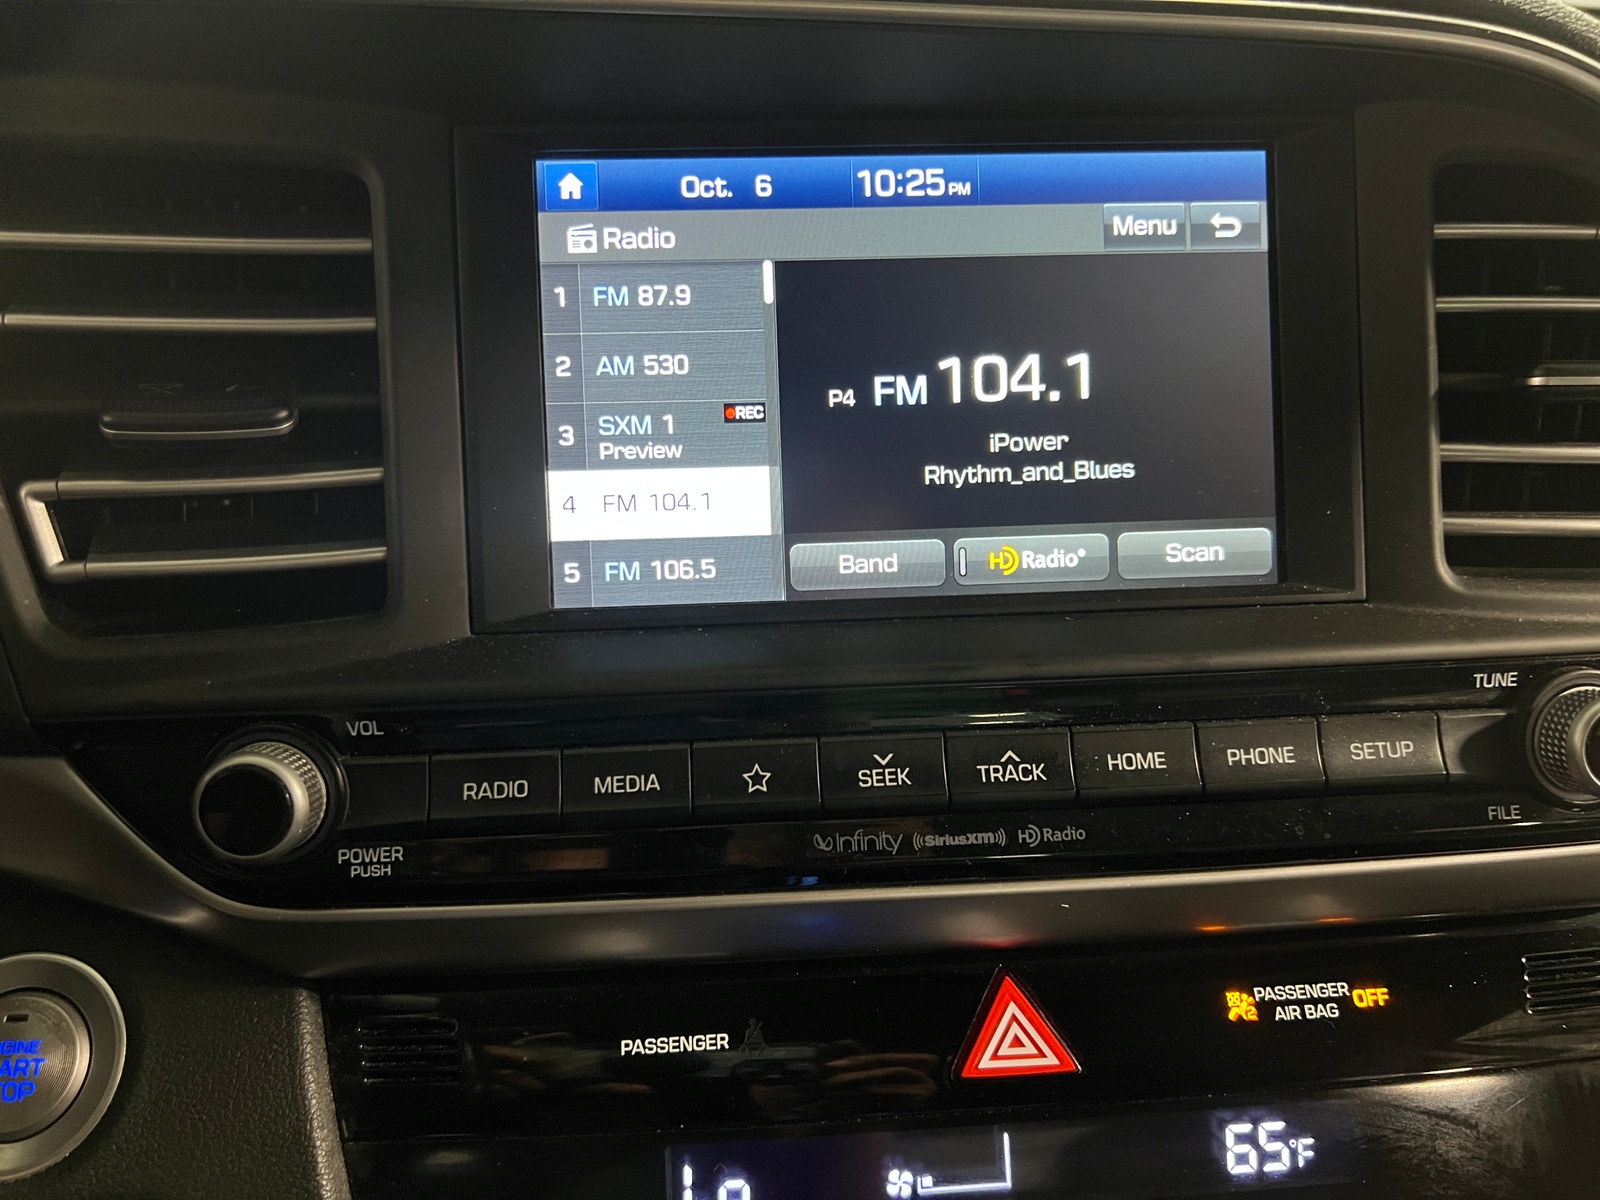 Oct. 6 10:25 PM
Radio Menu
1 FM 87.9
2 AM 530
3 SXM 1 REC
Preview
4 FM 104.1
5 FM 106.5
P4 FM 104.1
iPower
Rhythm_and_Blues
Band HD Radio® Scan
VOL
TUNE
RADIO MEDIA SEEK TRACK HOME PHONE SETUP
FILE
POWER
PUSH
Infinity ((SiriusXM)) HD Radio
PASSENGER
PASSENGER
AIR BAG OFF
2
65°F